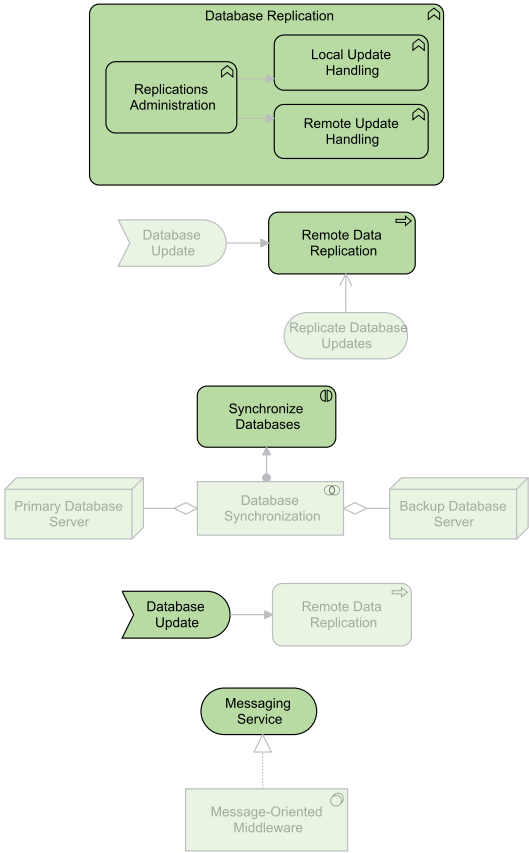 Database Replication
Local Update
Handling
Replications
Administration
Remote Update
Handling
Database
Update
Remote Data
Replication
Replicate Database
Updates
Synchronize
Databases
Primary Database
Server
Database
Synchronization
Backup Database
Server
Database
Update
Remote Data
Replication
Messaging
Service
Message-Oriented
Middleware